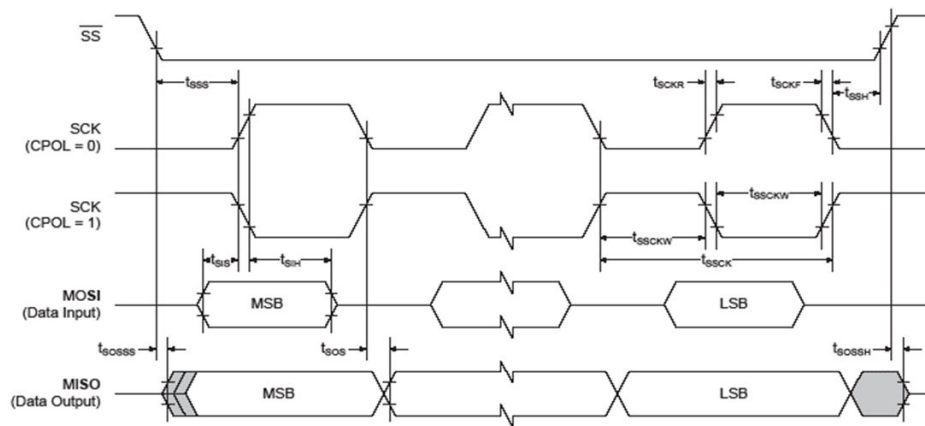 SS
tSSS
tSCKR
tSCKF
tSSH
SCK
(CPOL = 0)
SCK
(CPOL = 1)
tSSCKW
tSSCKW
tSSCK
tSIS
tSIH
MOSI
(Data Input)
MSB
LSB
tSOSSS
tSOS
tSOSSH
MISO
(Data Output)
MSB
LSB